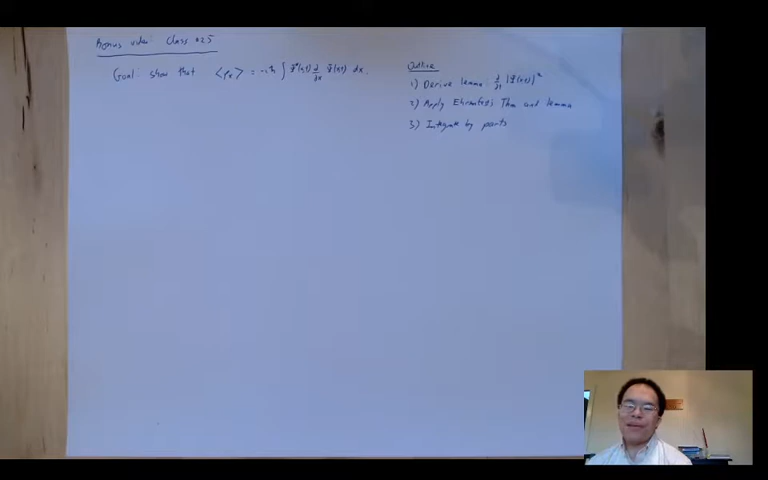 Bonus video: Class #25
Goal: show that <Px> = -iħ ∫ Ψ*(x,t) ∂/∂x Ψ(x,t) dx.
Outline
1) Derive lemma: ∂/∂t |Ψ(x,t)|²
2) Apply Ehrenfest's Thm and lemma
3) Integrate by parts